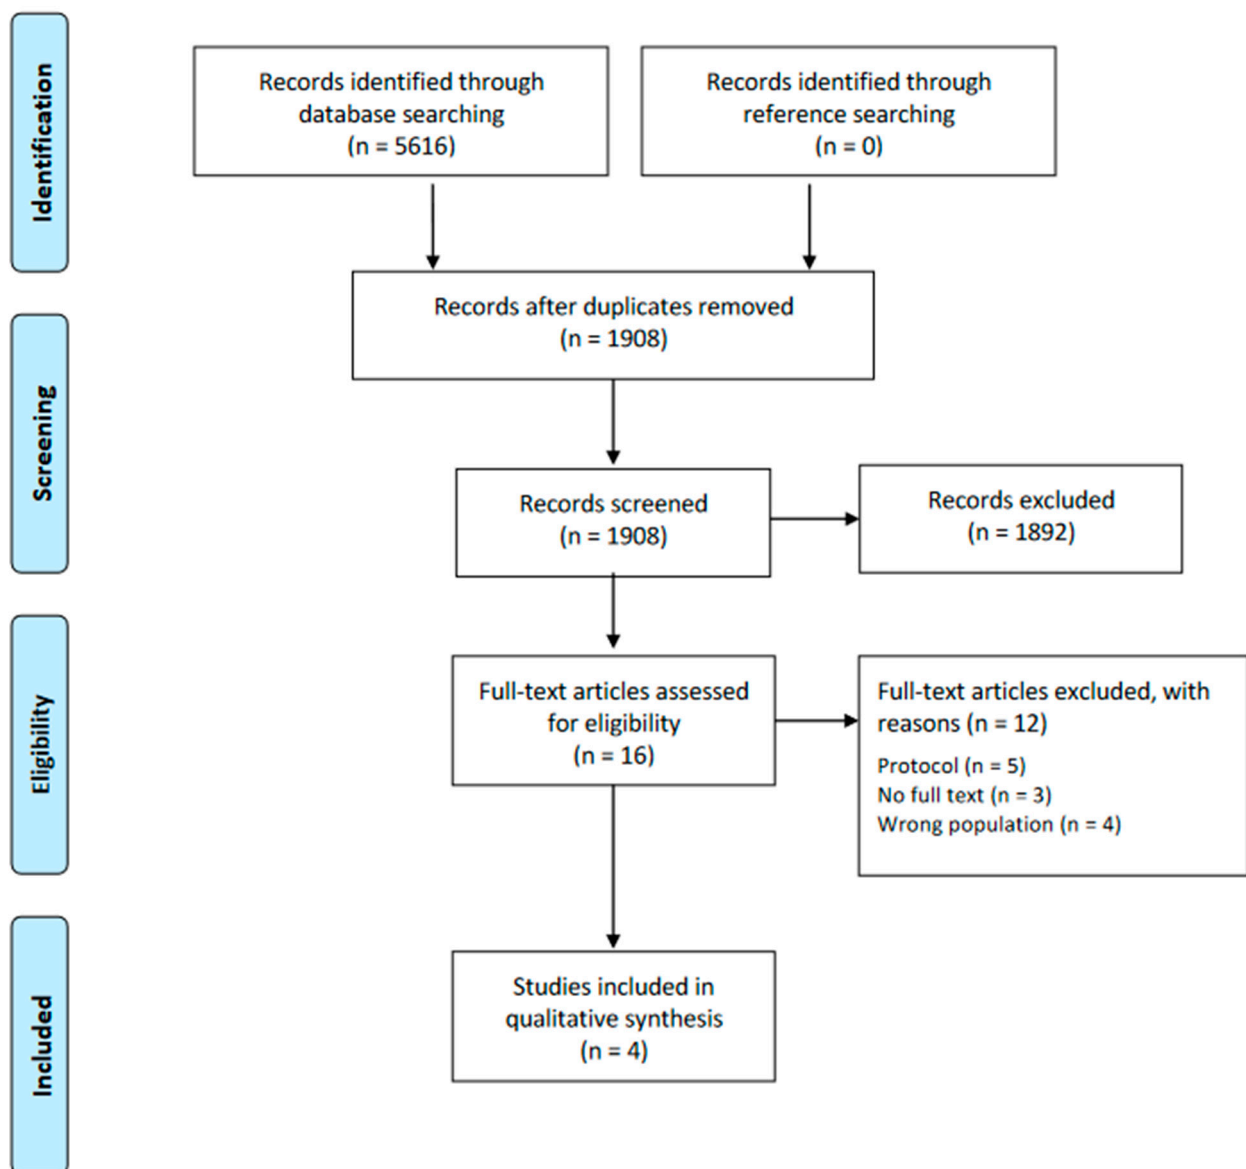 Identification
Records identified through
database searching
(n = 5616)
Records identified through
reference searching
(n = 0)
Records after duplicates removed
(n = 1908)
Screening
Records screened
(n = 1908)
Records excluded
(n = 1892)
Eligibility
Full-text articles assessed
for eligibility
(n = 16)
Full-text articles excluded, with
reasons (n = 12)
Protocol (n = 5)
No full text (n = 3)
Wrong population (n = 4)
Included
Studies included in
qualitative synthesis
(n = 4)